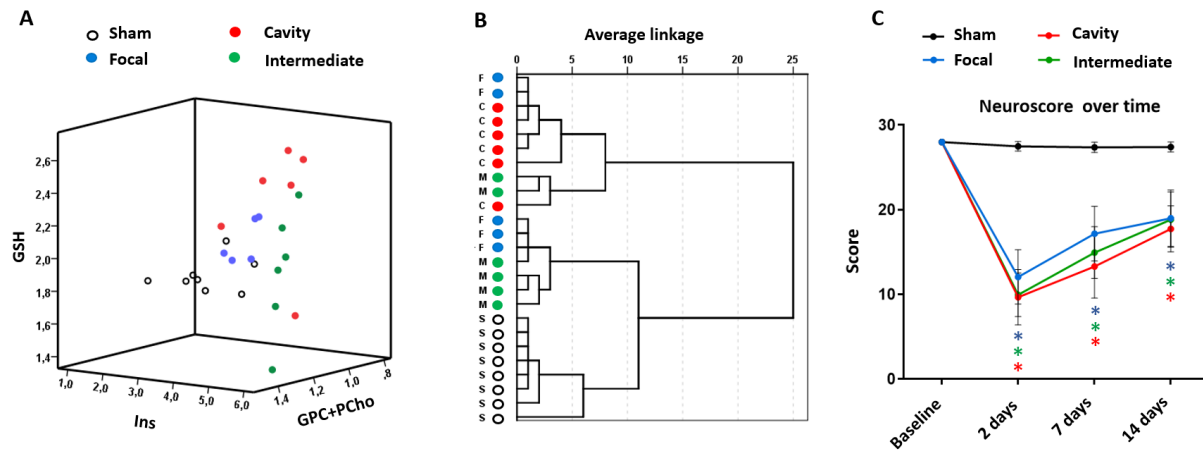 A
Sham
Cavity
Focal
Intermediate
2,6
2,4
2,2
2,0
1,8
1,6
1,4
GSH
1,0
2,0
3,0
4,0
5,0
6,0
Ins
1,4
1,2
1,0
,8
GPC+PCho
B
Average linkage
0
5
10
15
20
25
F
F
C
C
C
C
C
M
M
C
F
F
F
M
M
M
M
S
S
S
S
S
S
S
S
C
Sham
Cavity
Focal
Intermediate
Neuroscore over time
30
20
10
0
Score
*
*
*
*
*
*
*
*
*
Baseline
2 days
7 days
14 days